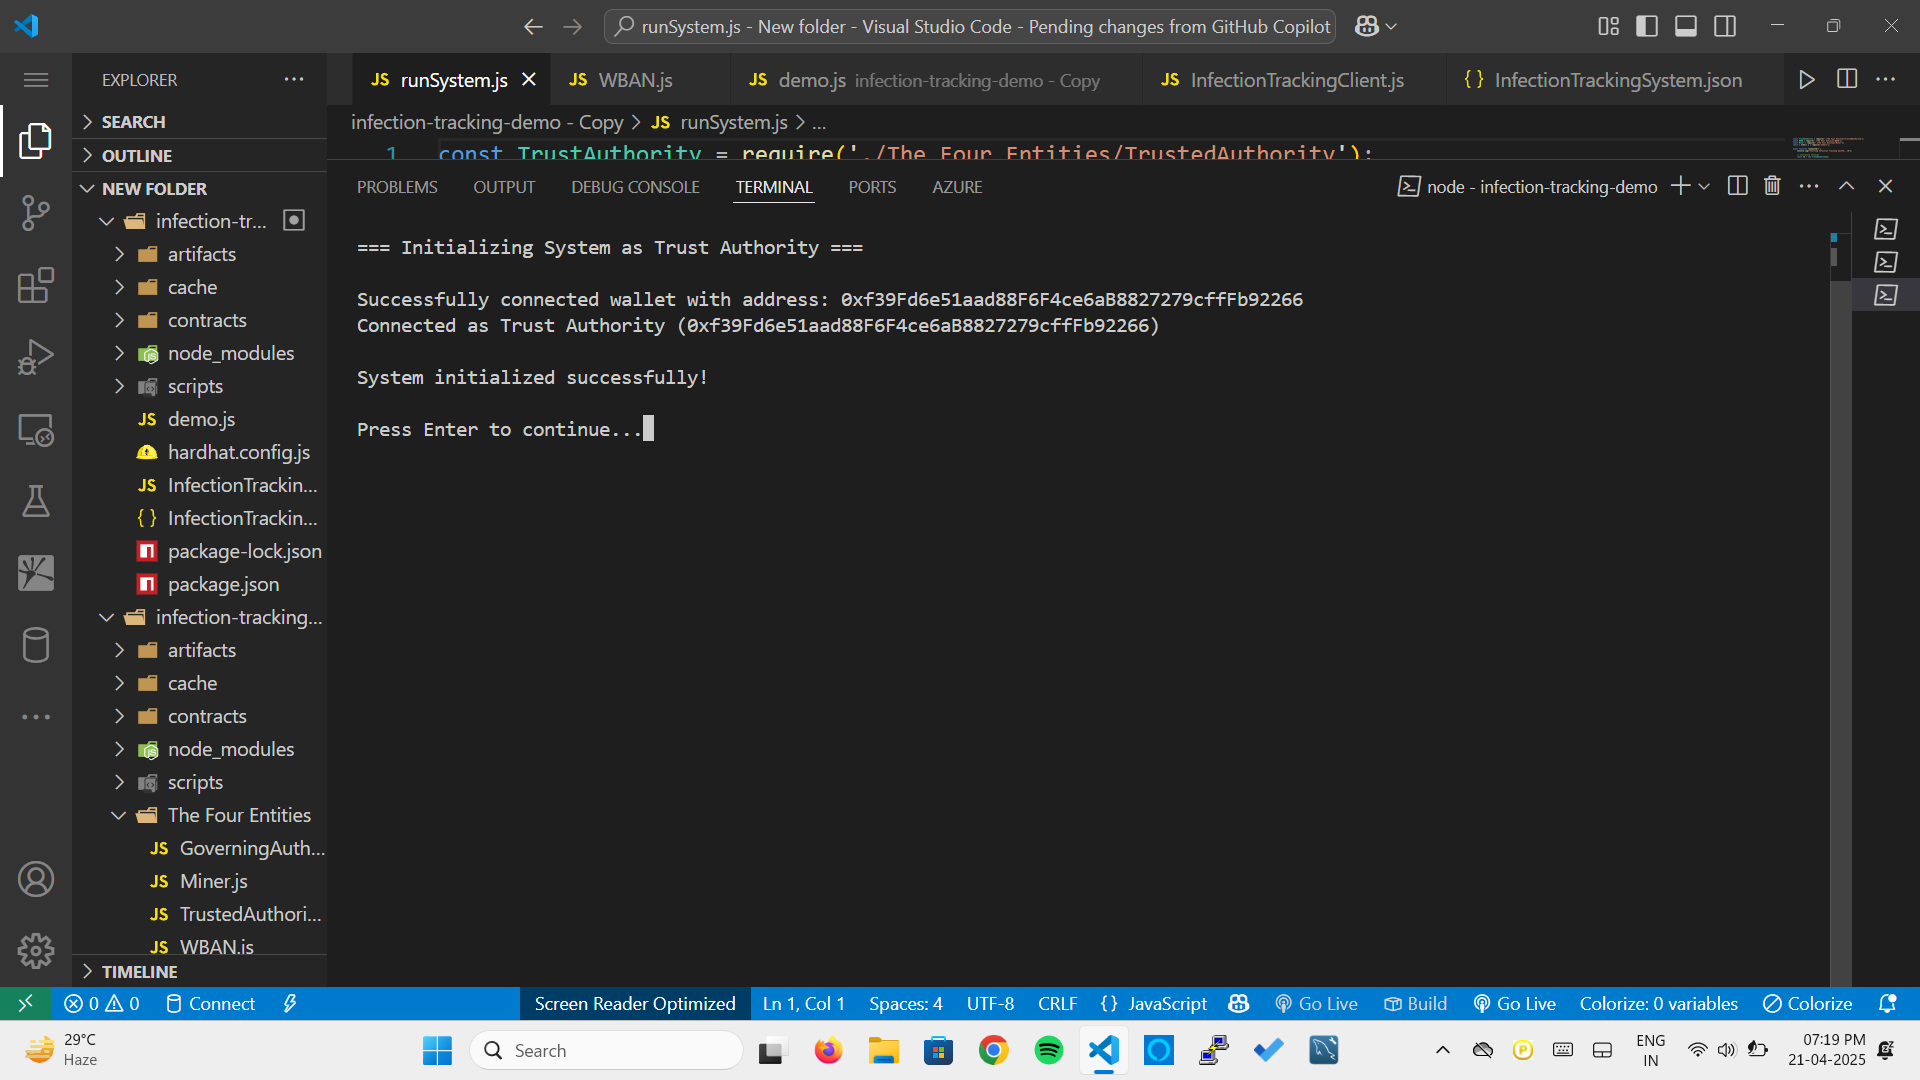 runSystem.js - New folder - Visual Studio Code - Pending changes from GitHub Copilot
EXPLORER
JS runSystem.js
JS WBAN.js
JS demo.js infection-tracking-demo - Copy
JS InfectionTrackingClient.js
{ } InfectionTrackingSystem.json
SEARCH
OUTLINE
NEW FOLDER
infection-tr...
artifacts
cache
contracts
node_modules
scripts
JS demo.js
hardhat.config.js
JS InfectionTrackin...
{ } InfectionTrackin...
package-lock.json
package.json
infection-tracking...
artifacts
cache
contracts
node_modules
scripts
The Four Entities
JS GoverningAuth...
JS Miner.js
JS TrustedAuthori...
JS WBAN.js
TIMELINE
infection-tracking-demo - Copy > JS runSystem.js > ...
1 const TrustAuthority = require('./The Four Entities/TrustedAuthority');
PROBLEMS OUTPUT DEBUG CONSOLE TERMINAL PORTS AZURE
node - infection-tracking-demo
=== Initializing System as Trust Authority ===
Successfully connected wallet with address: 0xf39Fd6e51aad88F6F4ce6aB8827279cffFb92266
Connected as Trust Authority (0xf39Fd6e51aad88F6F4ce6aB8827279cffFb92266)
System initialized successfully!
Press Enter to continue...
0 0 Connect
Screen Reader Optimized Ln 1, Col 1 Spaces: 4 UTF-8 CRLF { } JavaScript Go Live Build Go Live Colorize: 0 variables Colorize
29°C
Haze
Search
ENG
IN
07:19 PM
21-04-2025